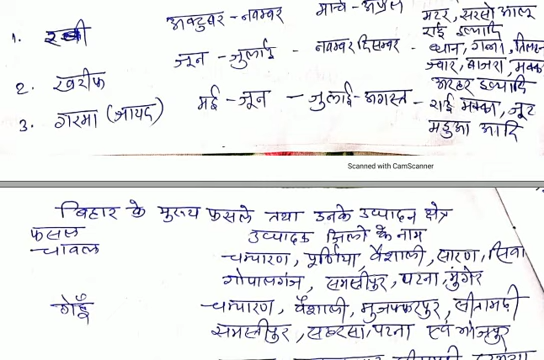 1. रबी अक्टुबर - नवम्बर मार्च - अप्रैल मटर, सरसो आलू
राई इत्यादि
2. खरीफ जून - जुलाई - नवम्बर दिसम्बर - धान, गन्ना, तिल
ज्वार, बाजरा, मक्का
अरहर इत्यादि
3. गरमा (जायद) मई - जून - जुलाई - अगस्त - राई मक्का, जूट
मडुआ आदि
Scanned with CamScanner
बिहार के मुख्य फसले तथा उनके उत्पादन क्षेत्र
फसल उत्पादक जिलो के नाम
चावल चम्पारण, पूर्णिया, वैशाली, सारण, सिवा
गोपालगंज, समस्तीपुर, पटना, मुंगेर
गेहूँ चम्पारण, वैशाली, मुजफ्फरपुर, सीतामढी
समस्तीपुर, सहरसा, पटना एवं भोजपुर